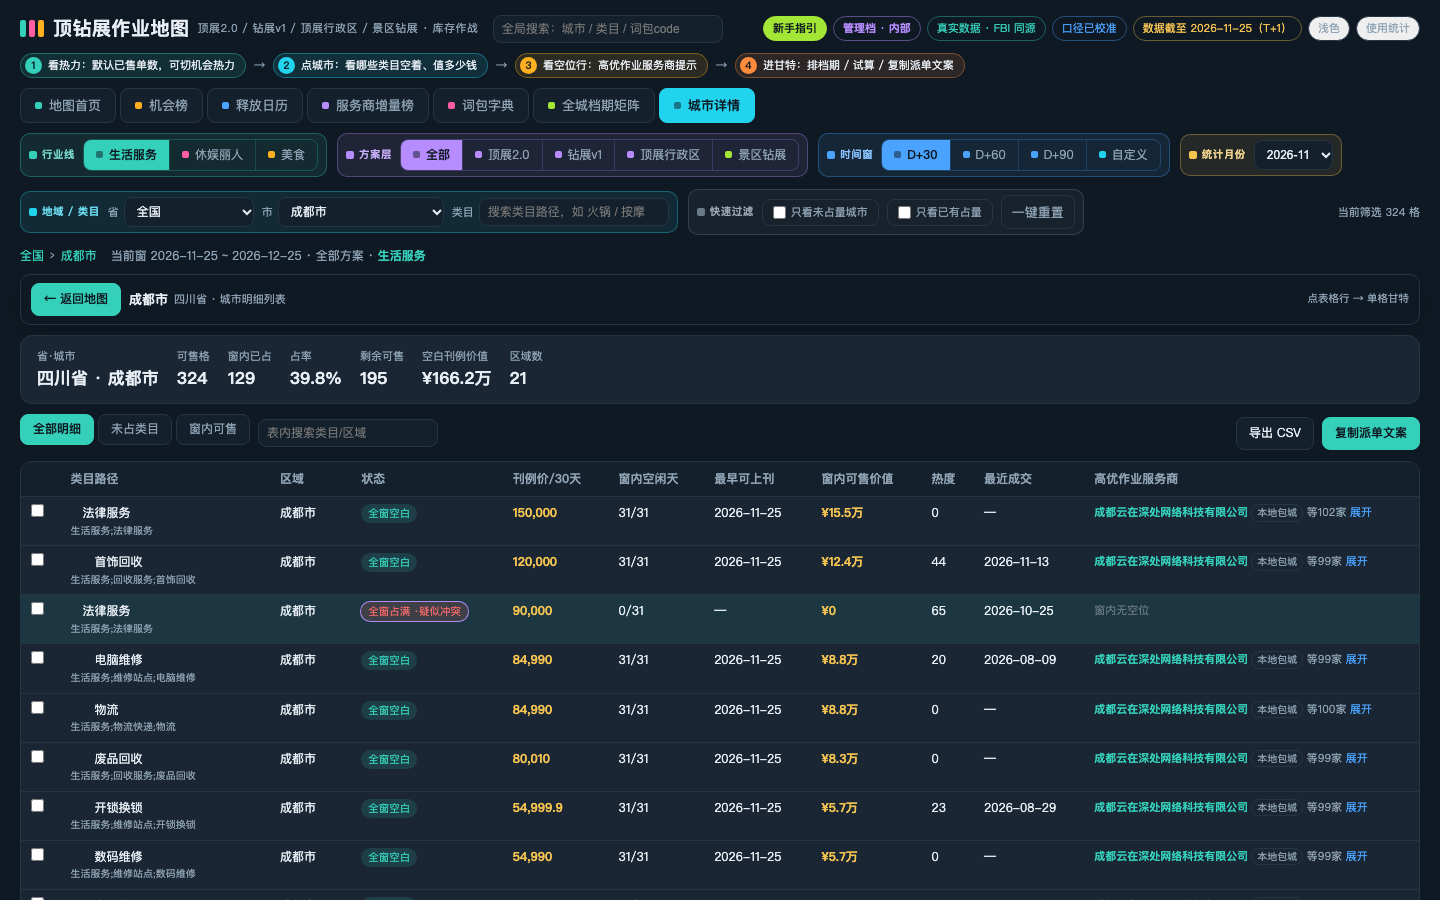 顶钻展作业地图 顶展2.0 / 钻展v1 / 顶展行政区 / 景区钻展 · 库存作战 全局搜索：城市 / 类目 / 词包code 新手指引 管理档 · 内部 真实数据 · FBI 同源 口径已校准 数据截至 2026-11-25（T+1） 浅色 使用统计
1 看热力：默认已售单数，可切机会热力 → 2 点城市：看哪些类目空着、值多少钱 → 3 看空位行：高优作业服务商提示 → 4 进甘特：排档期 / 试算 / 复制派单文案
地图首页 机会榜 释放日历 服务商增量榜 词包字典 全城档期矩阵 城市详情
行业线 生活服务 休娱丽人 美食 方案层 全部 顶展2.0 钻展v1 顶展行政区 景区钻展 时间窗 D+30 D+60 D+90 自定义 统计月份 2026-11
地域 / 类目 省 全国 市 成都市 类目 搜索类目路径，如 火锅 / 按摩 快速过滤 只看未占量城市 只看已有占量 一键重置 当前筛选 324 格
全国 › 成都市 当前窗 2026-11-25 ~ 2026-12-25 · 全部方案 · 生活服务
← 返回地图 成都市 四川省 · 城市明细列表 点表格行 → 单格甘特
省·城市 可售格 窗内已占 占率 剩余可售 空白刊例价值 区域数
四川省 · 成都市 324 129 39.8% 195 ¥166.2万 21
全部明细 未占类目 窗内可售 表内搜索类目/区域 导出 CSV 复制派单文案
类目路径 区域 状态 刊例价/30天 窗内空闲天 最早可上刊 窗内可售价值 热度 最近成交 高优作业服务商
法律服务 成都市 全窗空白 150,000 31/31 2026-11-25 ¥15.5万 0 — 成都云在深处网络科技有限公司 本地包城 等102家 展开
生活服务;法律服务
首饰回收 成都市 全窗空白 120,000 31/31 2026-11-25 ¥12.4万 44 2026-11-13 成都云在深处网络科技有限公司 本地包城 等99家 展开
生活服务;回收服务;首饰回收
法律服务 成都市 全窗占满 ·疑似冲突 90,000 0/31 — ¥0 65 2026-10-25 窗内无空位
生活服务;法律服务
电脑维修 成都市 全窗空白 84,990 31/31 2026-11-25 ¥8.8万 20 2026-08-09 成都云在深处网络科技有限公司 本地包城 等99家 展开
生活服务;维修站点;电脑维修
物流 成都市 全窗空白 84,990 31/31 2026-11-25 ¥8.8万 0 — 成都云在深处网络科技有限公司 本地包城 等100家 展开
生活服务;物流快递;物流
废品回收 成都市 全窗空白 80,010 31/31 2026-11-25 ¥8.3万 0 — 成都云在深处网络科技有限公司 本地包城 等99家 展开
生活服务;回收服务;废品回收
开锁换锁 成都市 全窗空白 54,999.9 31/31 2026-11-25 ¥5.7万 23 2026-08-29 成都云在深处网络科技有限公司 本地包城 等99家 展开
生活服务;维修站点;开锁换锁
数码维修 成都市 全窗空白 54,990 31/31 2026-11-25 ¥5.7万 0 — 成都云在深处网络科技有限公司 本地包城 等99家 展开
生活服务;维修站点;数码维修